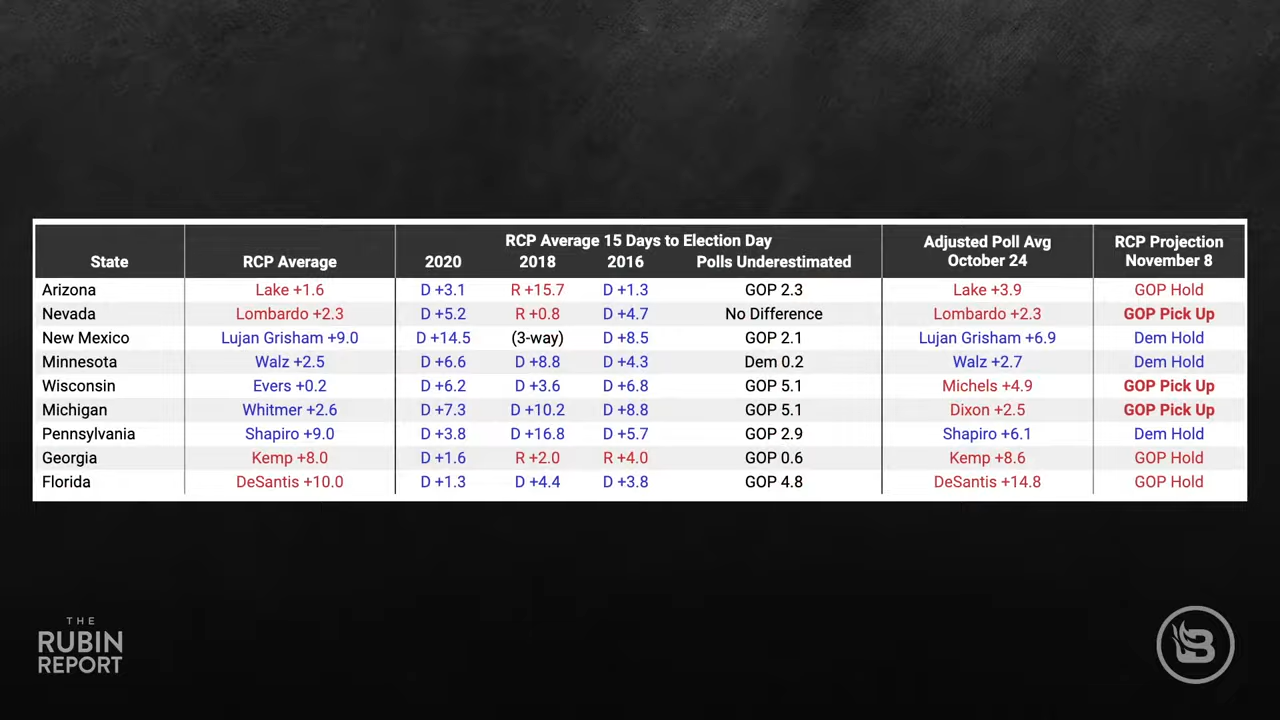 RCP Average 15 Days to Election Day Adjusted Poll Avg RCP Projection
State RCP Average 2020 2018 2016 Polls Underestimated October 24 November 8
Arizona Lake +1.6 D +3.1 R +15.7 D +1.3 GOP 2.3 Lake +3.9 GOP Hold
Nevada Lombardo +2.3 D +5.2 R +0.8 D +4.7 No Difference Lombardo +2.3 GOP Pick Up
New Mexico Lujan Grisham +9.0 D +14.5 (3-way) D +8.5 GOP 2.1 Lujan Grisham +6.9 Dem Hold
Minnesota Walz +2.5 D +6.6 D +8.8 D +4.3 Dem 0.2 Walz +2.7 Dem Hold
Wisconsin Evers +0.2 D +6.2 D +3.6 D +6.8 GOP 5.1 Michels +4.9 GOP Pick Up
Michigan Whitmer +2.6 D +7.3 D +10.2 D +8.8 GOP 5.1 Dixon +2.5 GOP Pick Up
Pennsylvania Shapiro +9.0 D +3.8 D +16.8 D +5.7 GOP 2.9 Shapiro +6.1 Dem Hold
Georgia Kemp +8.0 D +1.6 R +2.0 R +4.0 GOP 0.6 Kemp +8.6 GOP Hold
Florida DeSantis +10.0 D +1.3 D +4.4 D +3.8 GOP 4.8 DeSantis +14.8 GOP Hold
THE
RUBIN
REPORT
B